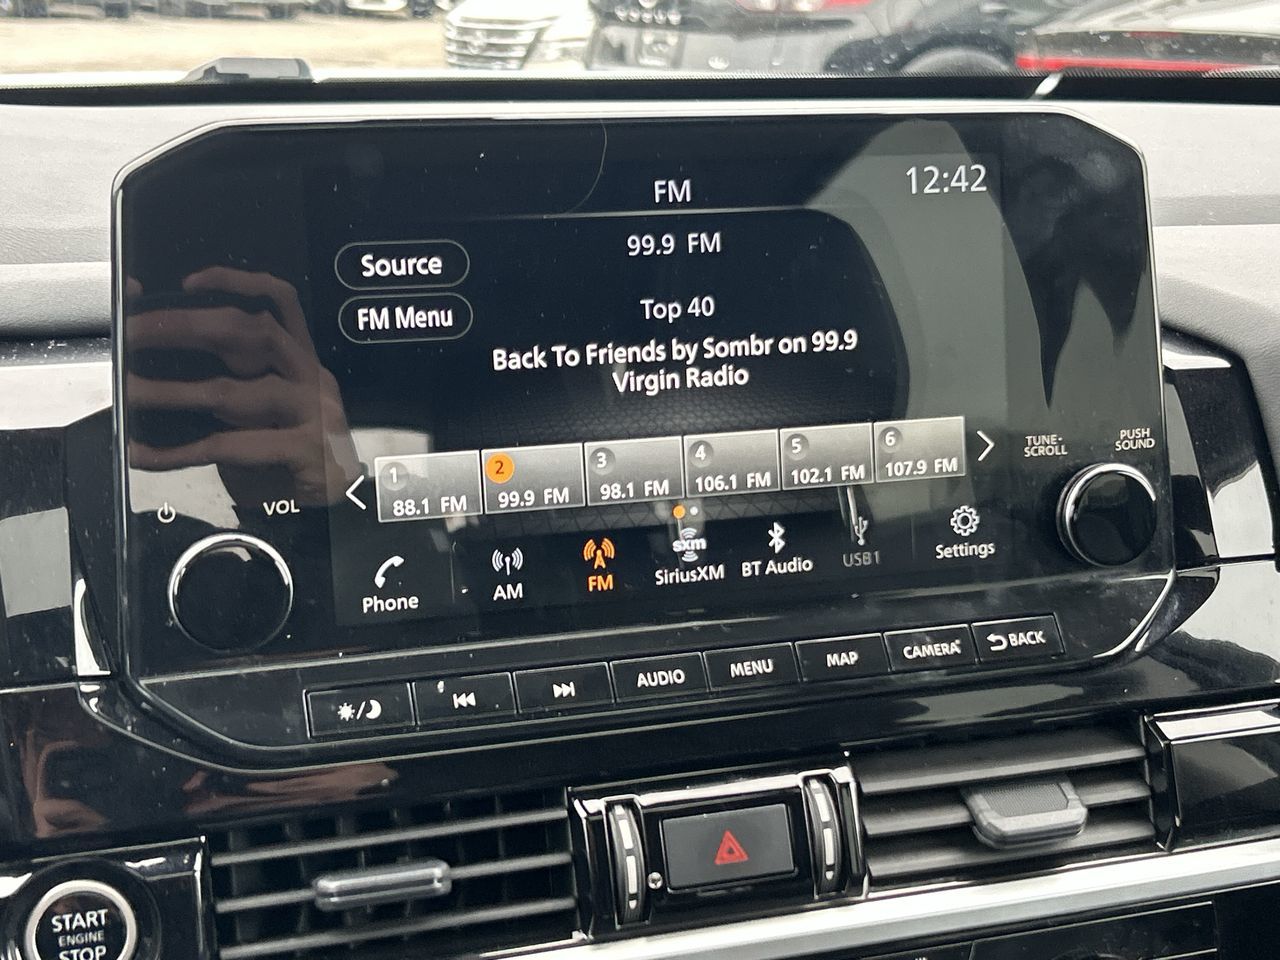 FM
12:42
Source
99.9 FM
FM Menu
Top 40
Back To Friends by Sombr on 99.9
Virgin Radio
1
88.1 FM
2
99.9 FM
3
98.1 FM
4
106.1 FM
5
102.1 FM
6
107.9 FM
TUNE-
SCROLL
PUSH
SOUND
VOL
Phone
AM
FM
sxm
SiriusXM
BT Audio
USB1
Settings
AUDIO
MENU
MAP
CAMERA
BACK
START
ENGINE
STOP